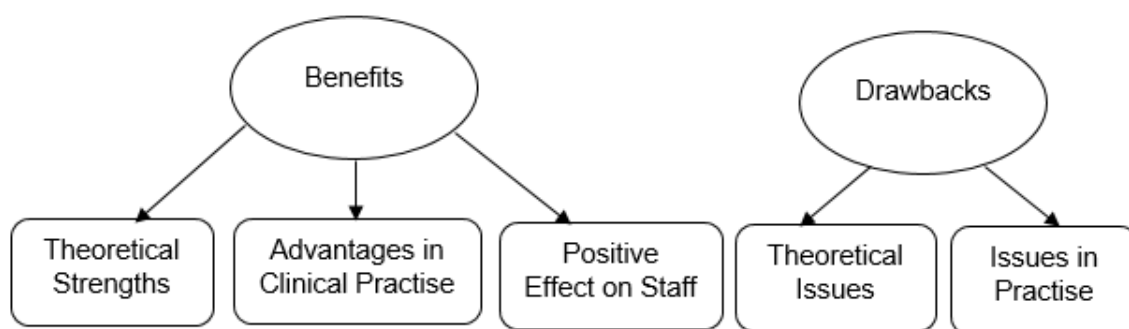 Benefits
Drawbacks
Theoretical
Strengths
Advantages in
Clinical Practise
Positive
Effect on Staff
Theoretical
Issues
Issues in
Practise